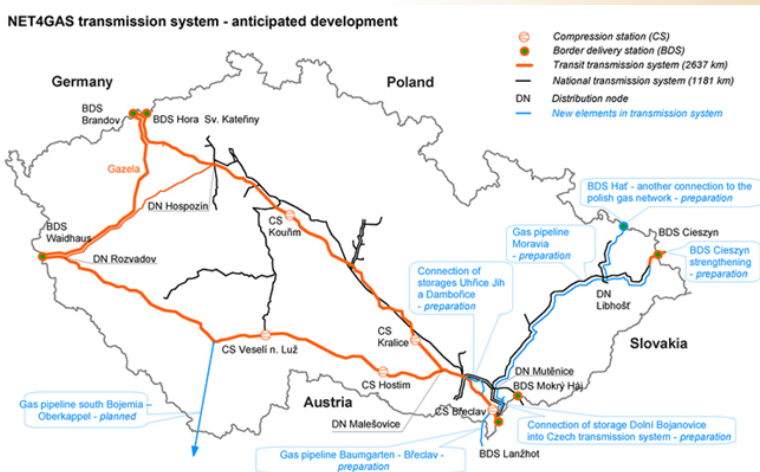 NET4GAS transmission system - anticipated development
Compression station (CS)
Border delivery station (BDS)
Transit transmission system (2637 km)
National transmission system (1181 km)
DN Distribution node
New elements in transmission system
Germany
Poland
BDS
Brandov
BDS Hora Sv. Kateřiny
Gazela
DN Hospozín
BDS
Waidhaus
DN Rozvadov
CS
Kouřim
BDS Hať - another connection to the
polish gas network - preparation
Gas pipeline
Moravia
- preparation
BDS Cieszyn
BDS Cieszyn
strengthening
- preparation
Connection of
storages Uhřice Jih
a Dambořice
- preparation
DN
Libhošť
CS
Kralice
Slovakia
CS Veselí n. Luž
CS Hostim
DN Mutěnice
BDS Mokrý Háj
Gas pipeline south Bojemia –
Oberkappel - planned
Austria
DN Malešovice
CS Břeclav
Connection of storage Dolní Bojanovice
into Czech transmission system - preparation
Gas pipeline Baumgarten - Břeclav -
preparation
BDS Lanžhot